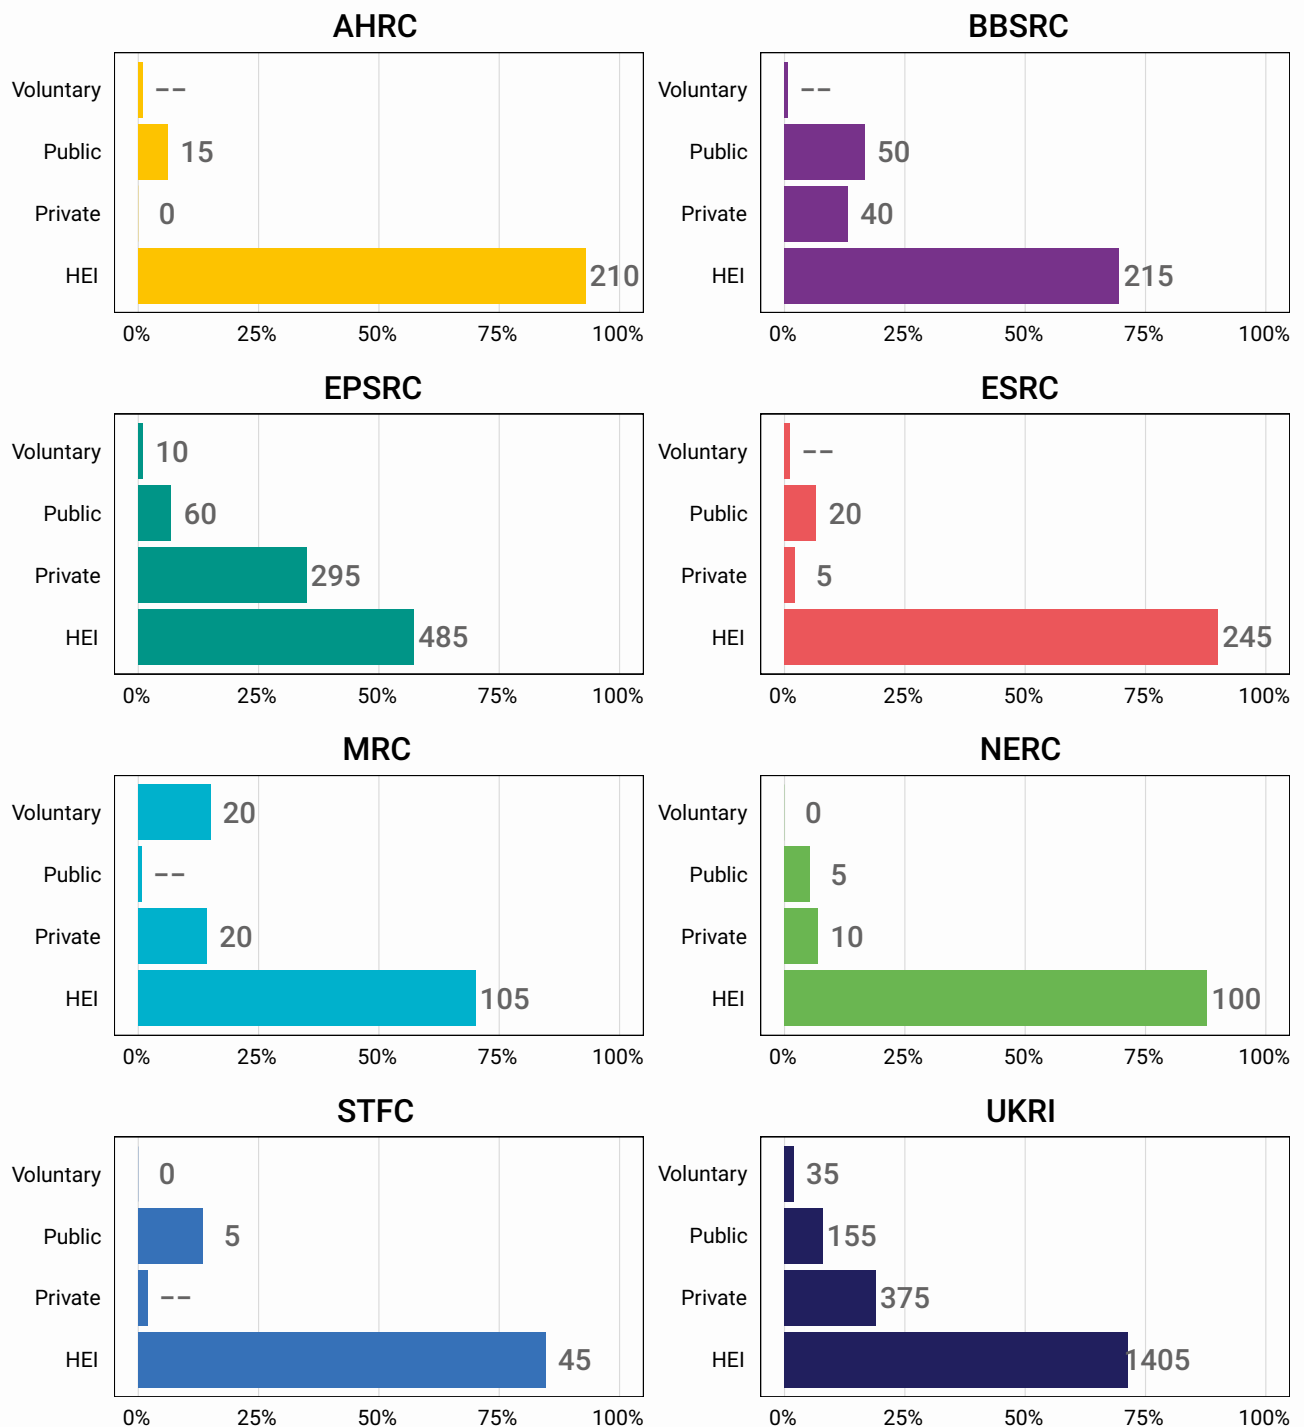 AHRC
Voluntary --
Public 15
Private 0
HEI 210
0% 25% 50% 75% 100%
BBSRC
Voluntary --
Public 50
Private 40
HEI 215
0% 25% 50% 75% 100%
EPSRC
Voluntary 10
Public 60
Private 295
HEI 485
0% 25% 50% 75% 100%
ESRC
Voluntary --
Public 20
Private 5
HEI 245
0% 25% 50% 75% 100%
MRC
Voluntary 20
Public --
Private 20
HEI 105
0% 25% 50% 75% 100%
NERC
Voluntary 0
Public 5
Private 10
HEI 100
0% 25% 50% 75% 100%
STFC
Voluntary 0
Public 5
Private --
HEI 45
0% 25% 50% 75% 100%
UKRI
Voluntary 35
Public 155
Private 375
HEI 1405
0% 25% 50% 75% 100%